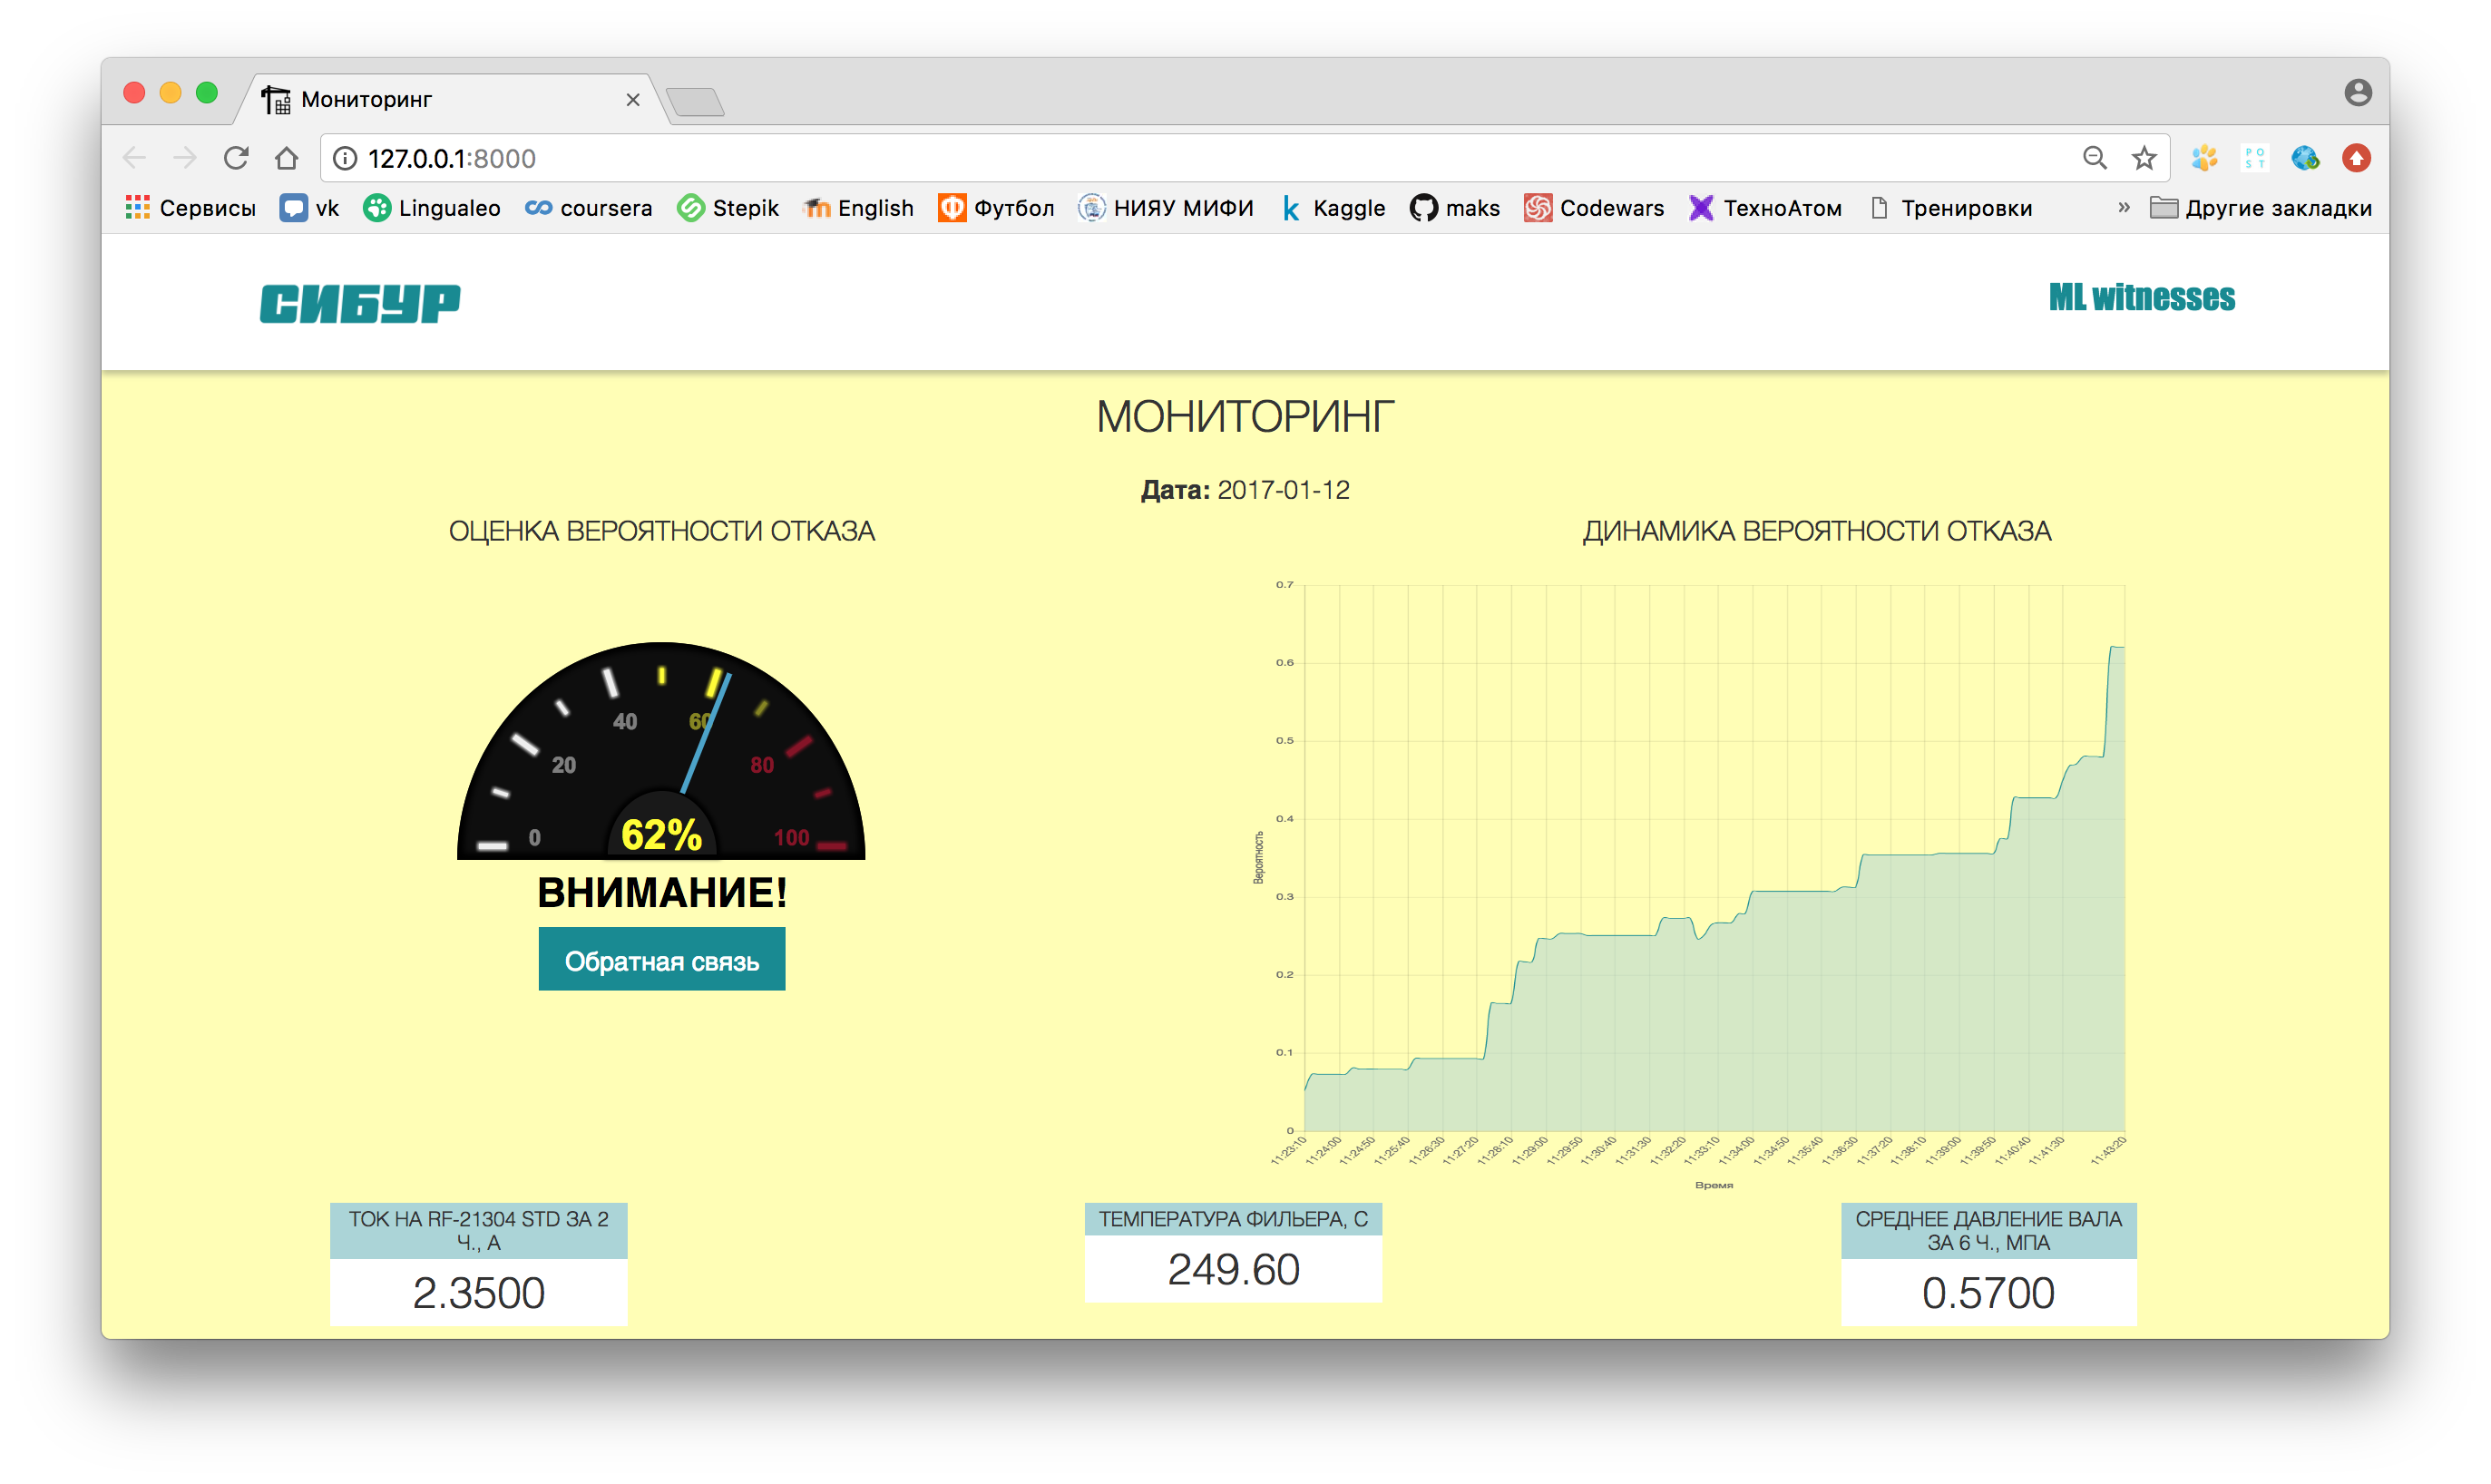 Мониторинг
127.0.0.1:8000
Сервисы vk Lingualeo coursera Stepik English Футбол НИЯУ МИФИ Kaggle maks Codewars ТехноАтом Тренировки » Другие закладки
СИБУР
ML witnesses
МОНИТОРИНГ
Дата: 2017-01-12
ОЦЕНКА ВЕРОЯТНОСТИ ОТКАЗА
0
20
40
60
80
100
62%
ВНИМАНИЕ!
Обратная связь
ДИНАМИКА ВЕРОЯТНОСТИ ОТКАЗА
0.7
0.6
0.5
0.4
0.3
0.2
0.1
0
Вероятность
11:23:10 11:24:00 11:24:50 11:25:40 11:26:30 11:27:20 11:28:10 11:29:00 11:29:50 11:30:40 11:31:30 11:32:20 11:33:10 11:34:00 11:34:50 11:35:40 11:36:30 11:37:20 11:38:10 11:39:00 11:39:50 11:40:40 11:41:30 11:43:20
Время
ТОК НА RF-21304 STD ЗА 2
Ч., А
2.3500
ТЕМПЕРАТУРА ФИЛЬЕРА, С
249.60
СРЕДНЕЕ ДАВЛЕНИЕ ВАЛА
ЗА 6 Ч., МПА
0.5700